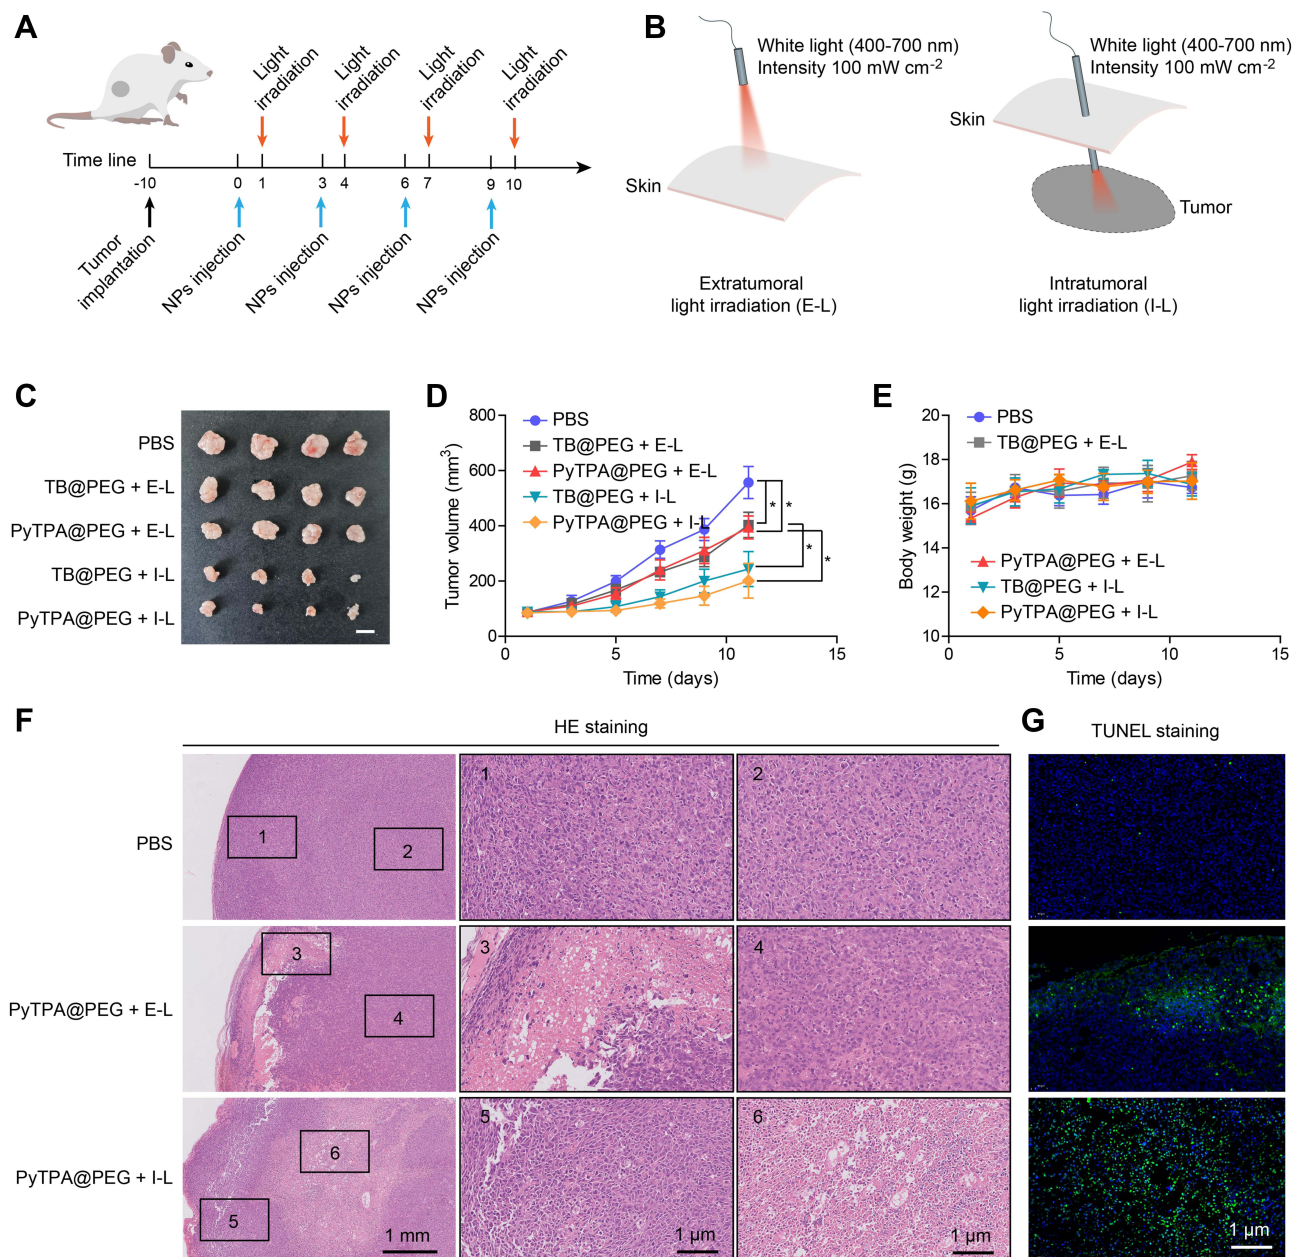 A
Light
irradiation
Light
irradiation
Light
irradiation
Light
irradiation
Time line
-10
0
1
3
4
6
7
9
10
Tumor
implantation
NPs injection
NPs injection
NPs injection
NPs injection
B
White light (400-700 nm)
Intensity 100 mW cm-2
Skin
Extratumoral
light irradiation (E-L)
White light (400-700 nm)
Intensity 100 mW cm-2
Skin
Tumor
Intratumoral
light irradiation (I-L)
C
PBS
TB@PEG + E-L
PyTPA@PEG + E-L
TB@PEG + I-L
PyTPA@PEG + I-L
D
Tumor volume (mm3)
800
600
400
200
0
0
5
10
15
Time (days)
PBS
TB@PEG + E-L
PyTPA@PEG + E-L
TB@PEG + I-L
PyTPA@PEG + I-L
*
*
*
*
E
Body weight (g)
20
18
16
14
12
10
0
5
10
15
Time (days)
PBS
TB@PEG + E-L
PyTPA@PEG + E-L
TB@PEG + I-L
PyTPA@PEG + I-L
F
HE staining
PBS
1
2
1
2
PyTPA@PEG + E-L
3
4
3
4
PyTPA@PEG + I-L
5
6
1 mm
5
1 μm
6
1 μm
G
TUNEL staining
1 μm